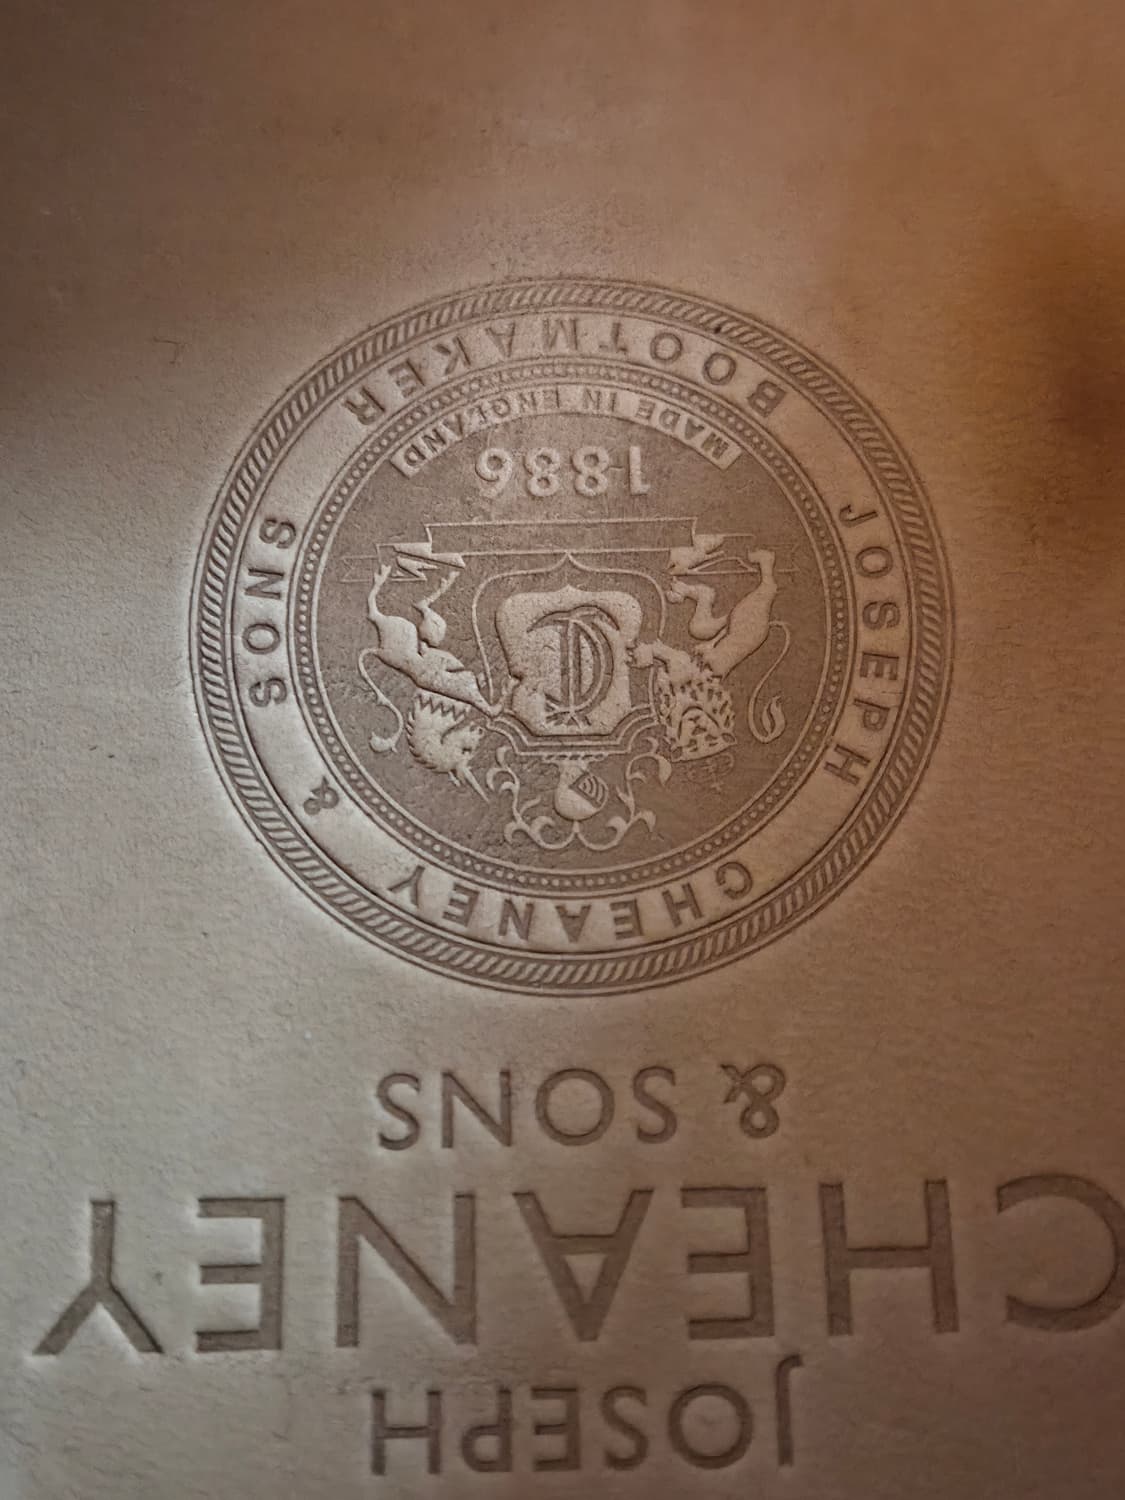 JOSEPH
CHEANEY
& SONS
JOSEPH CHEANEY & SONS
BOOTMAKER
1886
MADE IN ENGLAND